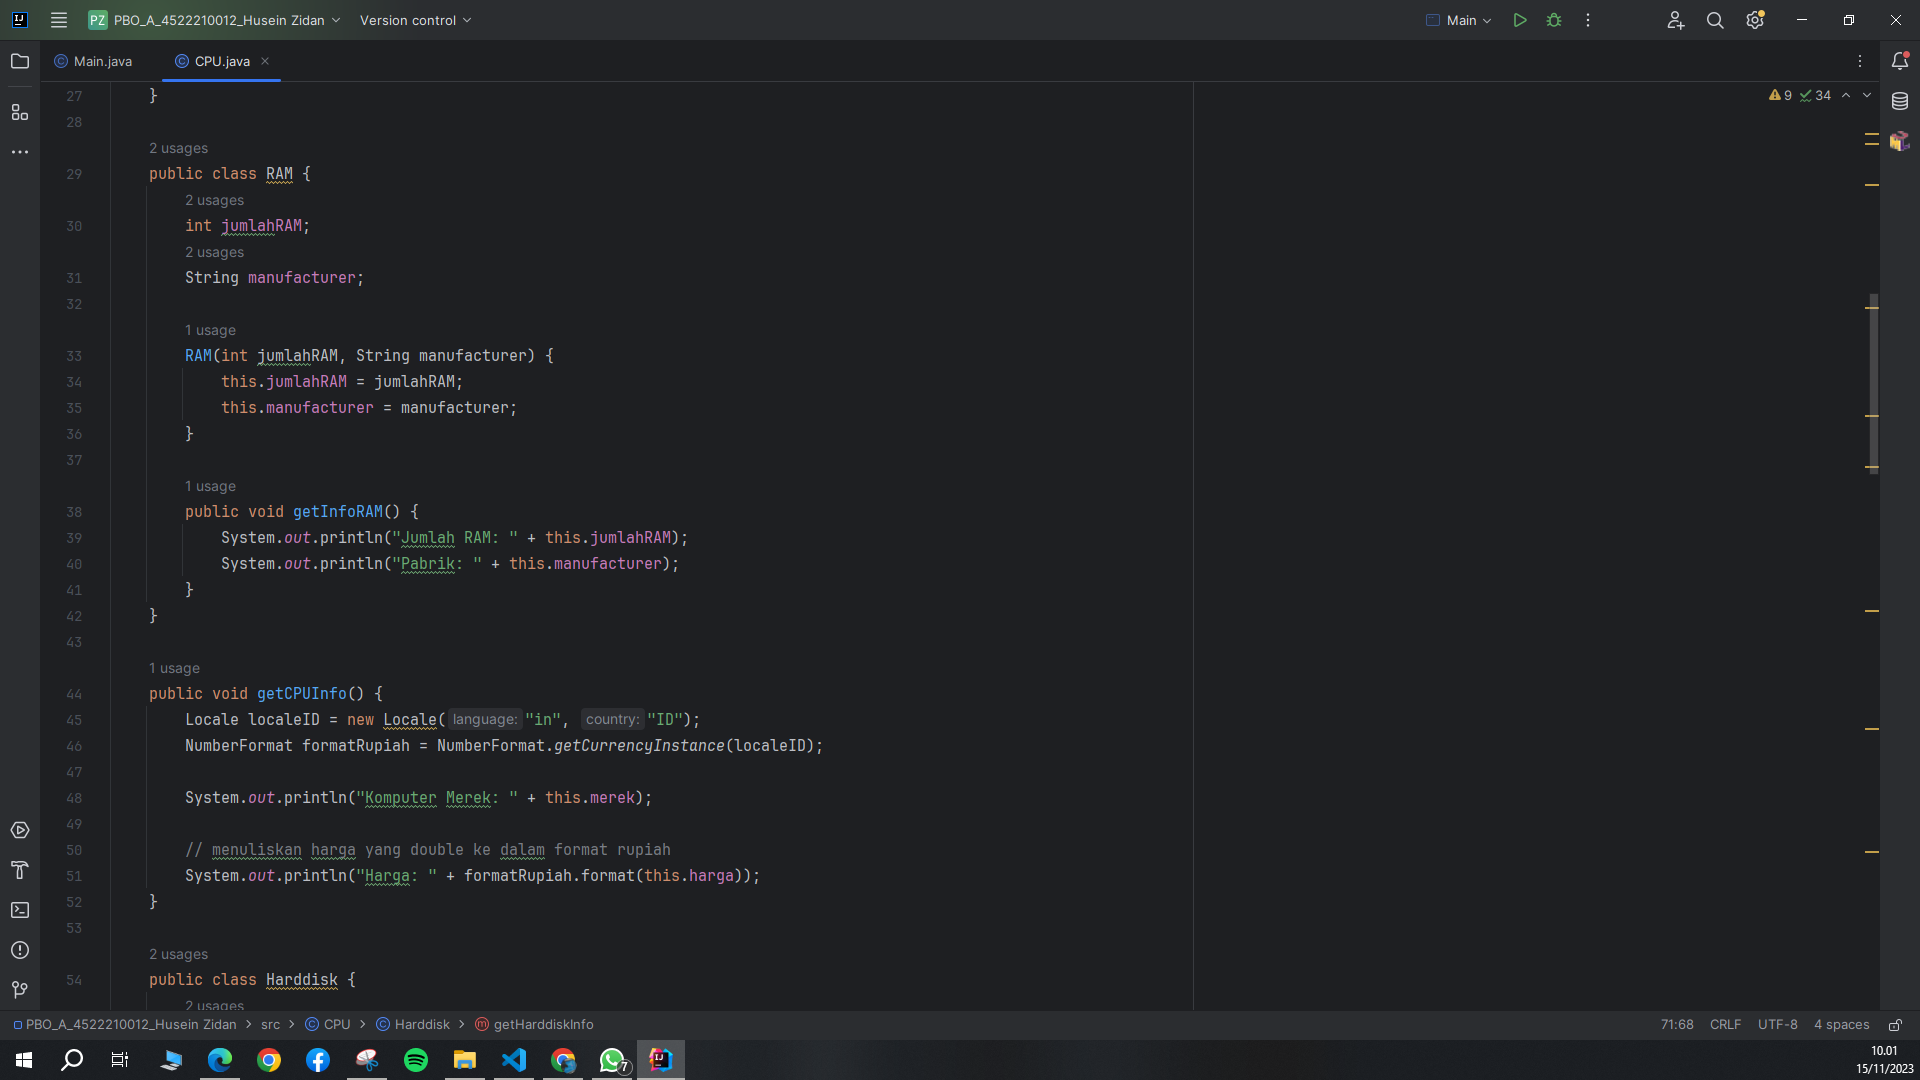 PZ PBO_A_4522210012_Husein Zidan Version control Main
Main.java CPU.java
9 34
27 }
28
2 usages
29 public class RAM {
2 usages
30 int jumlahRAM;
2 usages
31 String manufacturer;
32
1 usage
33 RAM(int jumlahRAM, String manufacturer) {
34 this.jumlahRAM = jumlahRAM;
35 this.manufacturer = manufacturer;
36 }
37
1 usage
38 public void getInfoRAM() {
39 System.out.println("Jumlah RAM: " + this.jumlahRAM);
40 System.out.println("Pabrik: " + this.manufacturer);
41 }
42 }
43
1 usage
44 public void getCPUInfo() {
45 Locale localeID = new Locale( language: "in", country: "ID");
46 NumberFormat formatRupiah = NumberFormat.getCurrencyInstance(localeID);
47
48 System.out.println("Komputer Merek: " + this.merek);
49
50 // menuliskan harga yang double ke dalam format rupiah
51 System.out.println("Harga: " + formatRupiah.format(this.harga));
52 }
53
2 usages
54 public class Harddisk {
2 usages
PBO_A_4522210012_Husein Zidan > src > CPU > Harddisk > getHarddiskInfo 71:68 CRLF UTF-8 4 spaces
7
10.01
15/11/2023